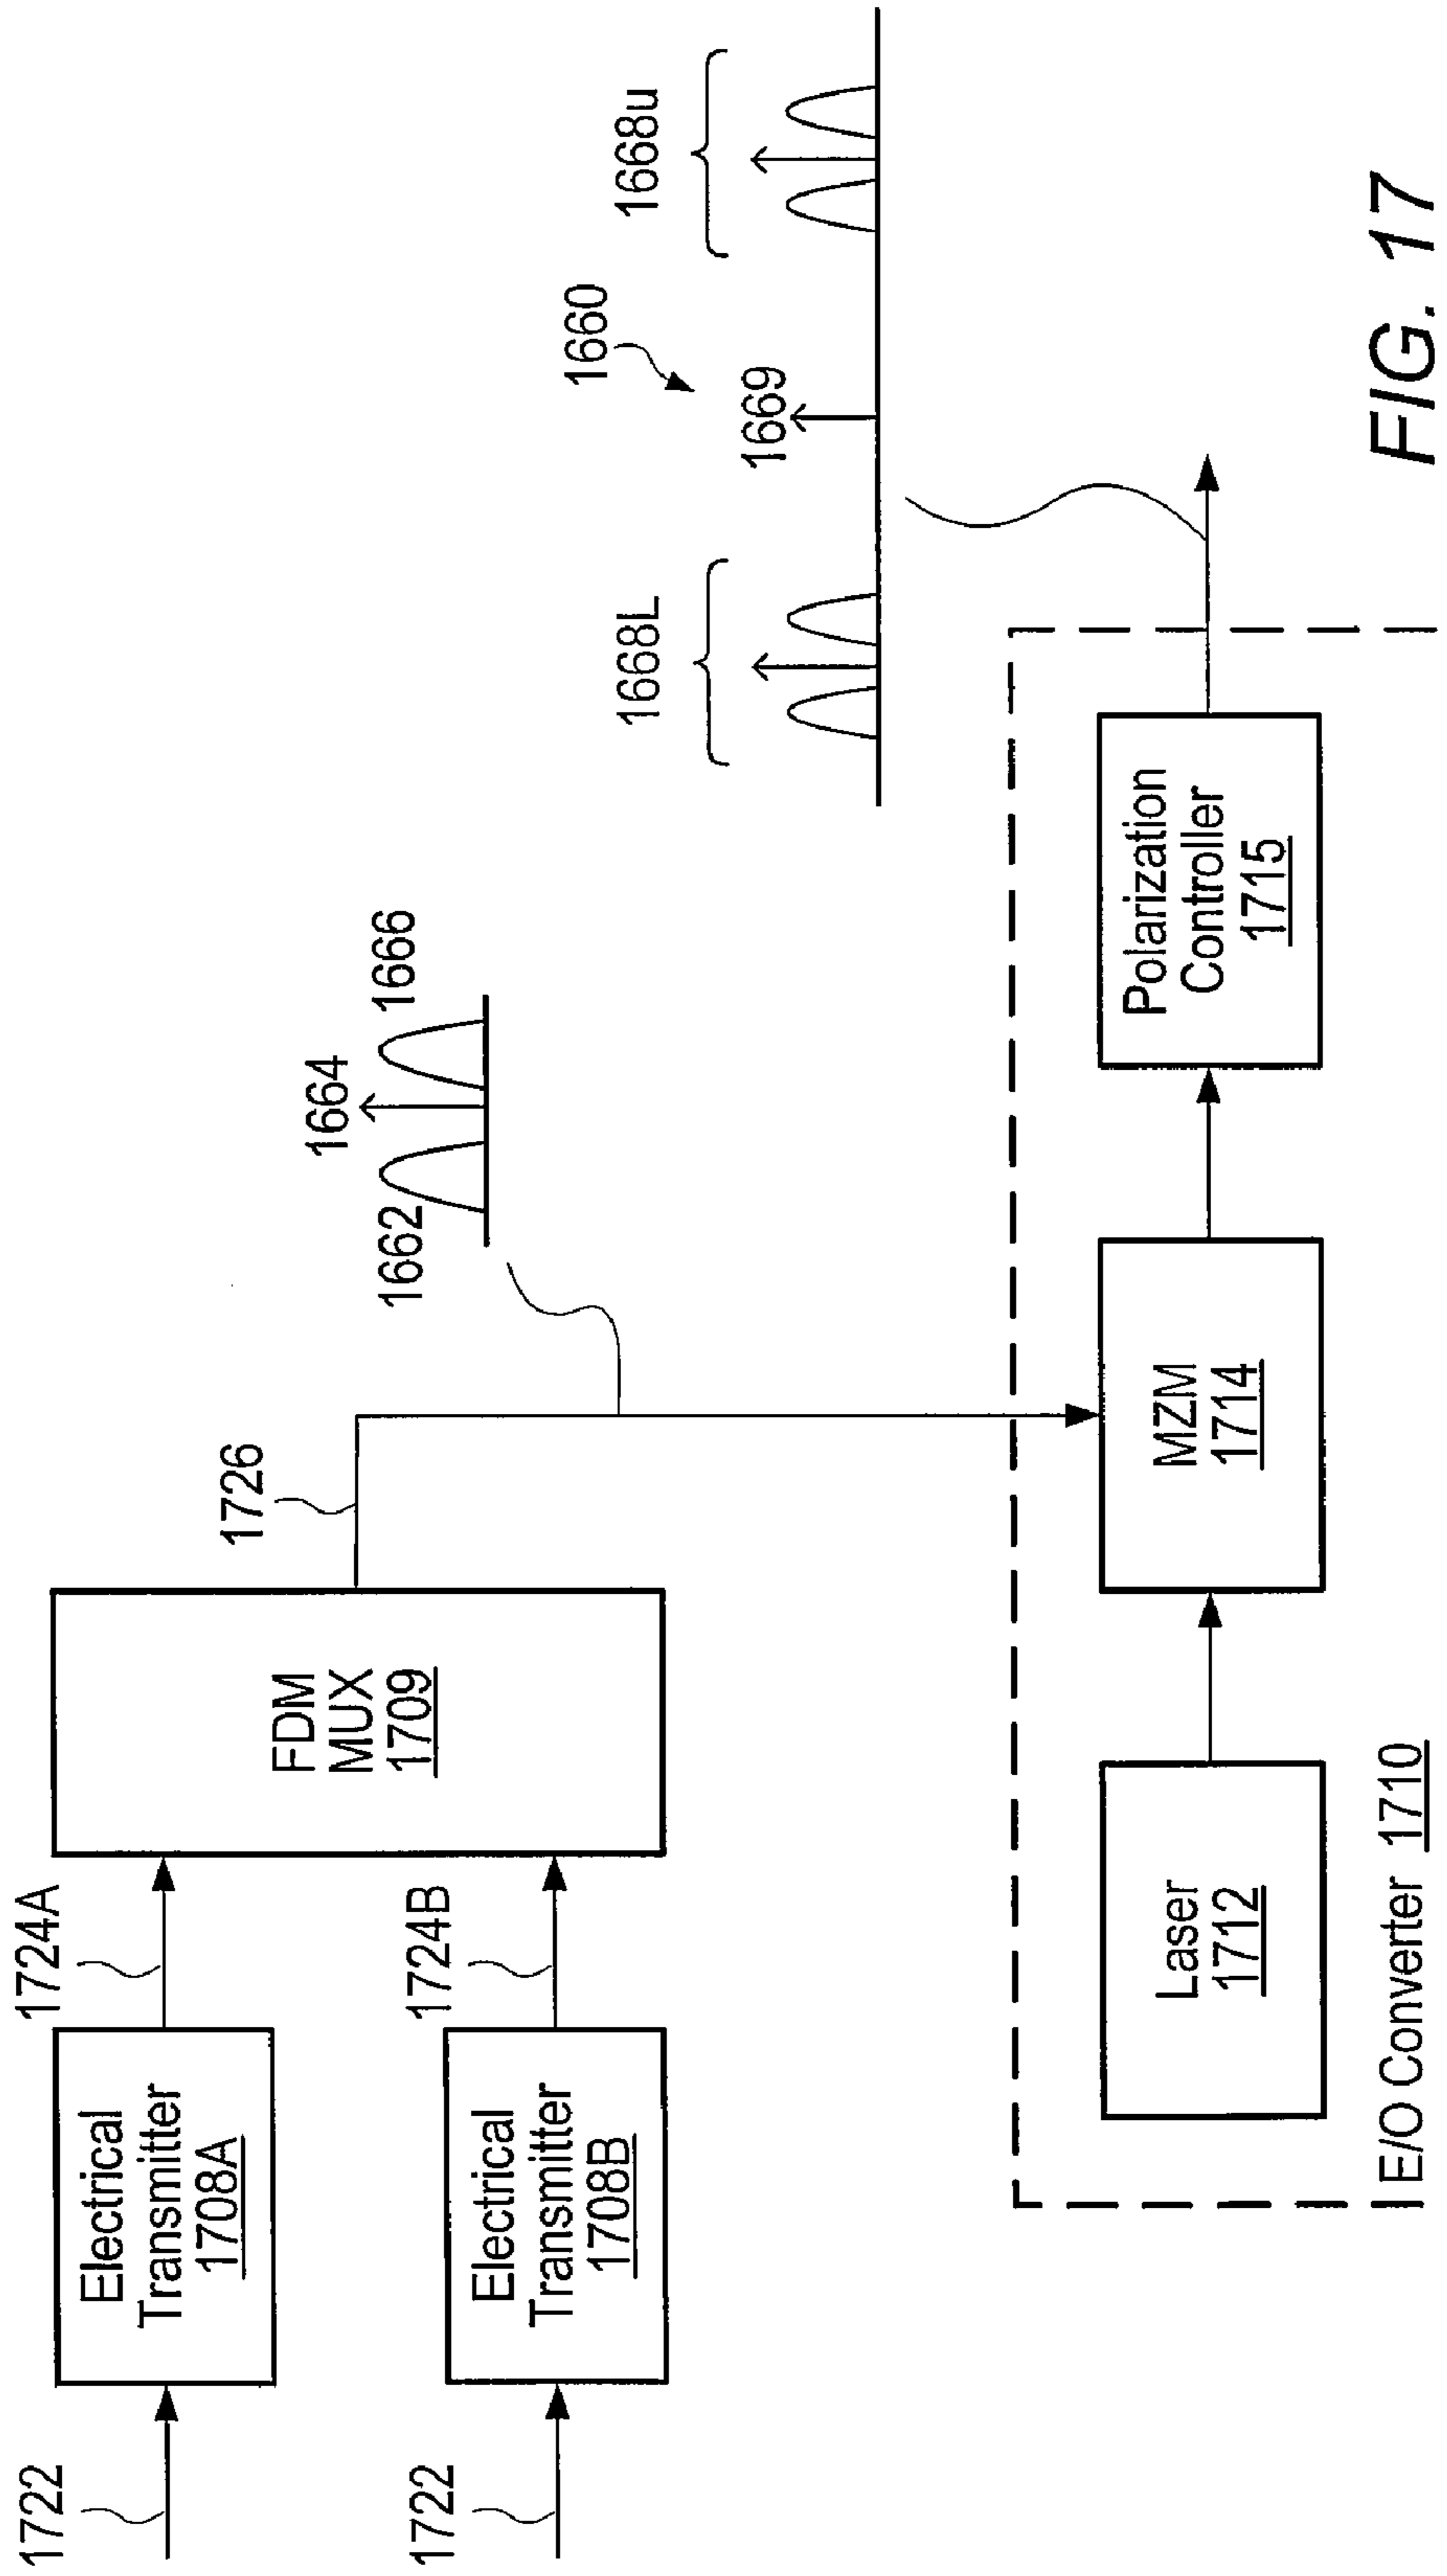 1722
Electrical
Transmitter
1708A
1724A
1722
Electrical
Transmitter
1708B
1724B
FDM
MUX
1709
1726
1662
1664
1666
E/O Converter 1710
Laser
1712
MZM
1714
Polarization
Controller
1715
1668L
1669
1660
1668u
FIG. 17